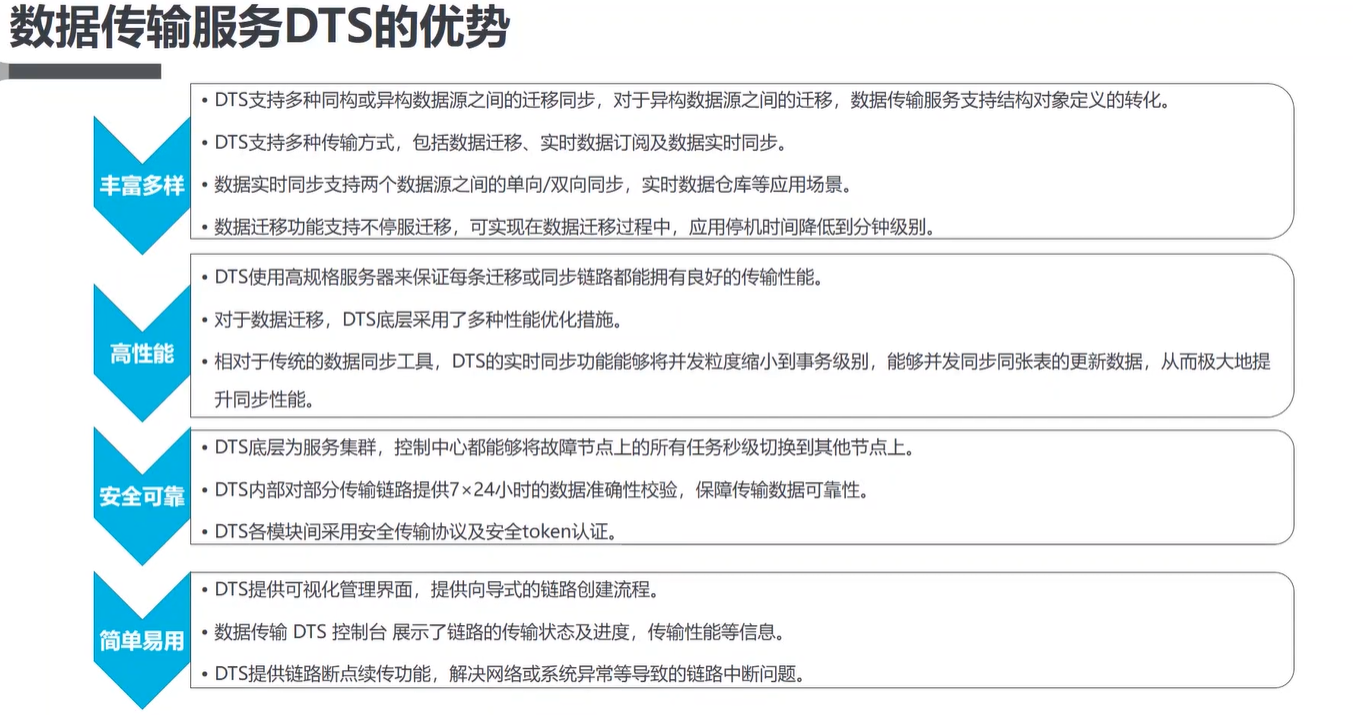 数据传输服务DTS的优势
丰富多样
• DTS支持多种同构或异构数据源之间的迁移同步，对于异构数据源之间的迁移，数据传输服务支持结构对象定义的转化。
• DTS支持多种传输方式，包括数据迁移、实时数据订阅及数据实时同步。
• 数据实时同步支持两个数据源之间的单向/双向同步，实时数据仓库等应用场景。
• 数据迁移功能支持不停服迁移，可实现在数据迁移过程中，应用停机时间降低到分钟级别。
高性能
• DTS使用高规格服务器来保证每条迁移或同步链路都能拥有良好的传输性能。
• 对于数据迁移，DTS底层采用了多种性能优化措施。
• 相对于传统的数据同步工具，DTS的实时同步功能能够将并发粒度缩小到事务级别，能够并发同步同张表的更新数据，从而极大地提
升同步性能。
安全可靠
• DTS底层为服务集群，控制中心都能够将故障节点上的所有任务秒级切换到其他节点上。
• DTS内部对部分传输链路提供7×24小时的数据准确性校验，保障传输数据可靠性。
• DTS各模块间采用安全传输协议及安全token认证。
简单易用
• DTS提供可视化管理界面，提供向导式的链路创建流程。
• 数据传输 DTS 控制台 展示了链路的传输状态及进度，传输性能等信息。
• DTS提供链路断点续传功能，解决网络或系统异常等导致的链路中断问题。